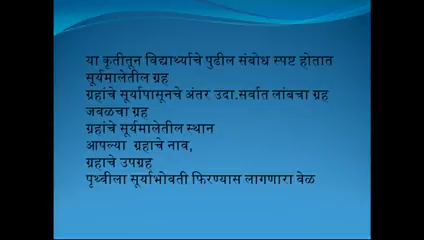 या कृतीतून विद्यार्थ्याचे पुढील संबोध स्पष्ट होतात
सूर्यमालेतील ग्रह
ग्रहांचे सूर्यापासूनचे अंतर उदा.सर्वात लांबचा ग्रह
जवळचा ग्रह
ग्रहांचे सूर्यमालेतील स्थान
आपल्या ग्रहाचे नाव,
ग्रहाचे उपग्रह
पृथ्वीला सूर्याभोवती फिरण्यास लागणारा वेळ